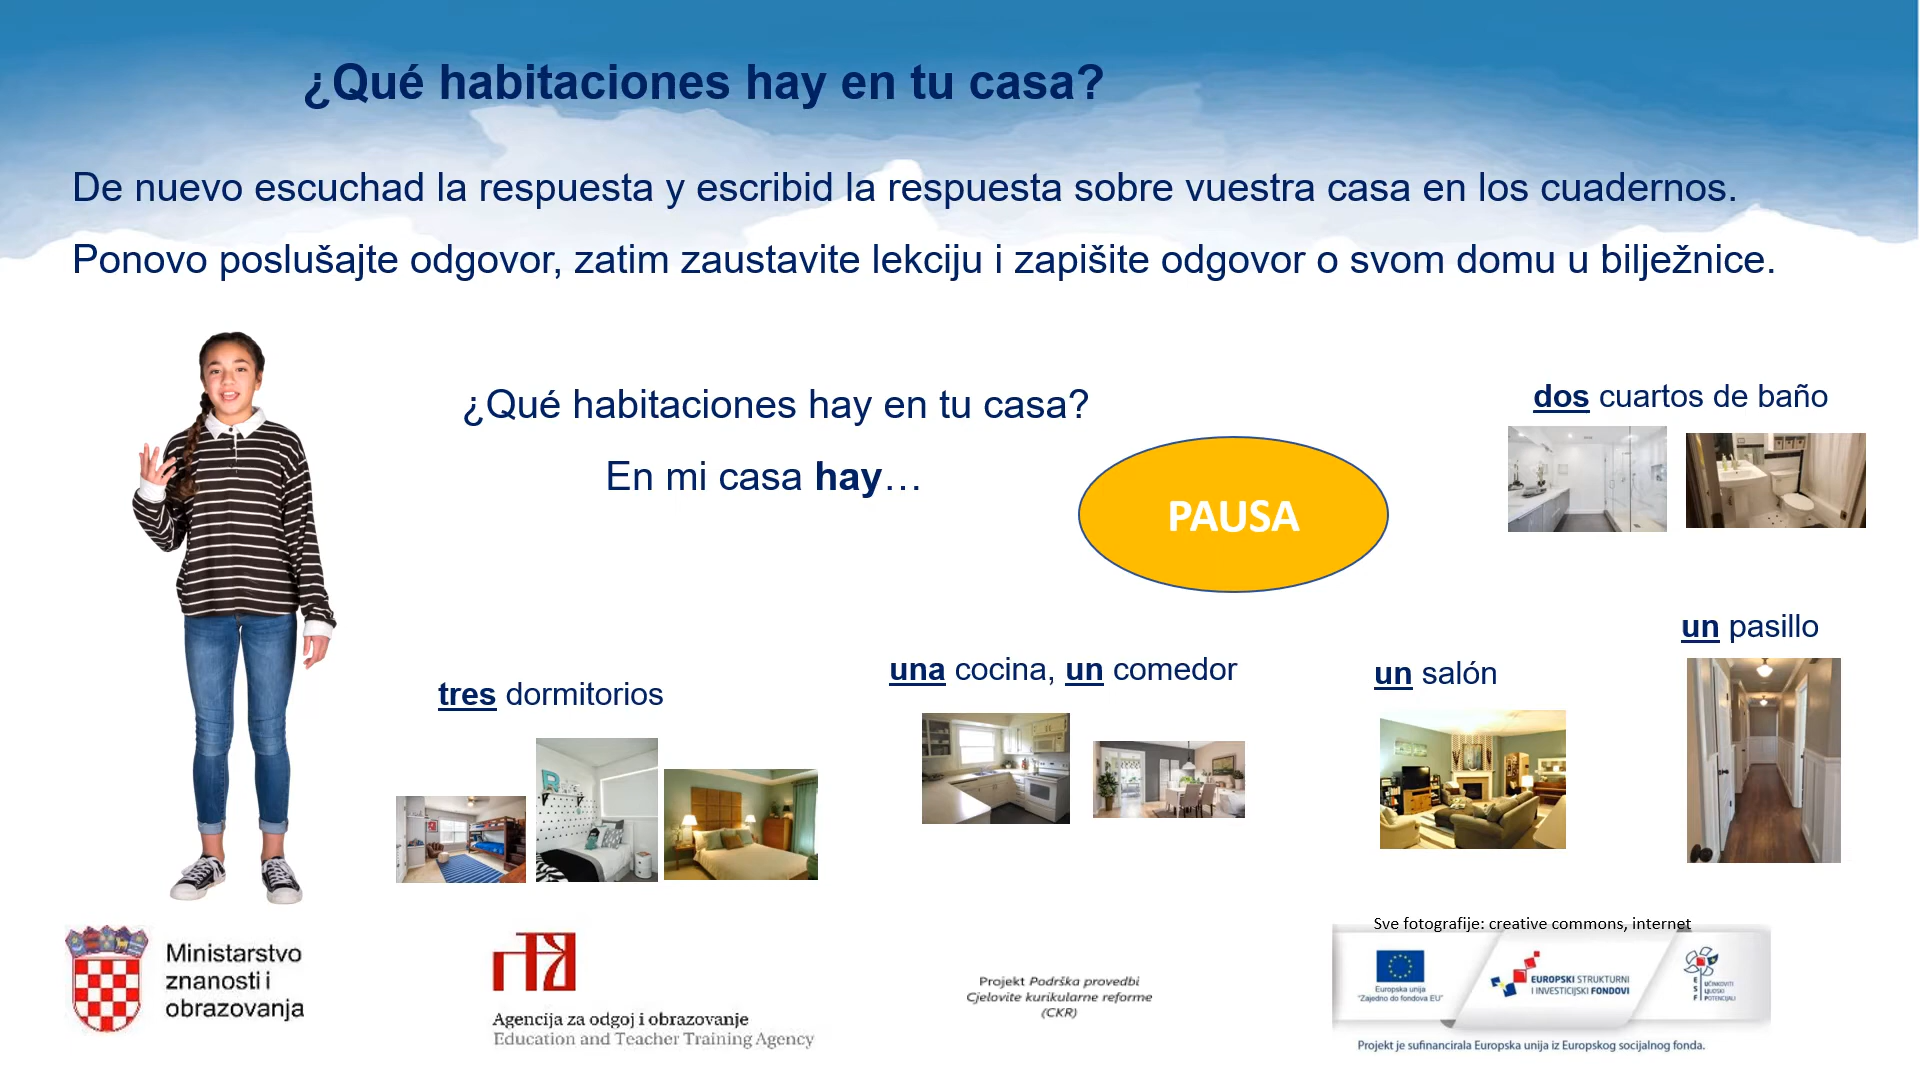 ¿Qué habitaciones hay en tu casa?
De nuevo escuchad la respuesta y escribid la respuesta sobre vuestra casa en los cuadernos.
Ponovo poslušajte odgovor, zatim zaustavite lekciju i zapišite odgovor o svom domu u bilježnice.
¿Qué habitaciones hay en tu casa?
En mi casa hay…
PAUSA
dos cuartos de baño
tres dormitorios
una cocina, un comedor
un salón
un pasillo
Sve fotografije: creative commons, internet
Ministarstvo
znanosti i
obrazovanja
Agencija za odgoj i obrazovanje
Education and Teacher Training Agency
Projekt Podrška provedbi
Cjelovite kurikularne reforme
(CKR)
Europska unija
"Zajedno do fondova EU"
EUROPSKI STRUKTURNI
I INVESTICIJSKI FONDOVI
ESF
UČINKOVITI
LJUDSKI
POTENCIJALI
Projekt je sufinancirala Europska unija iz Europskog socijalnog fonda.